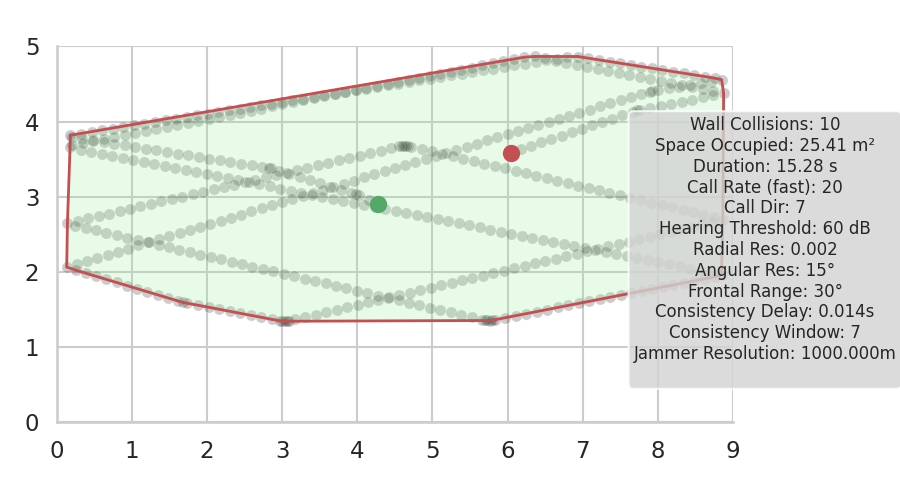 5
4
3
2
1
0
0 1 2 3 4 5 6 7 8 9
Wall Collisions: 10
Space Occupied: 25.41 m²
Duration: 15.28 s
Call Rate (fast): 20
Call Dir: 7
Hearing Threshold: 60 dB
Radial Res: 0.002
Angular Res: 15°
Frontal Range: 30°
Consistency Delay: 0.014s
Consistency Window: 7
Jammer Resolution: 1000.000m